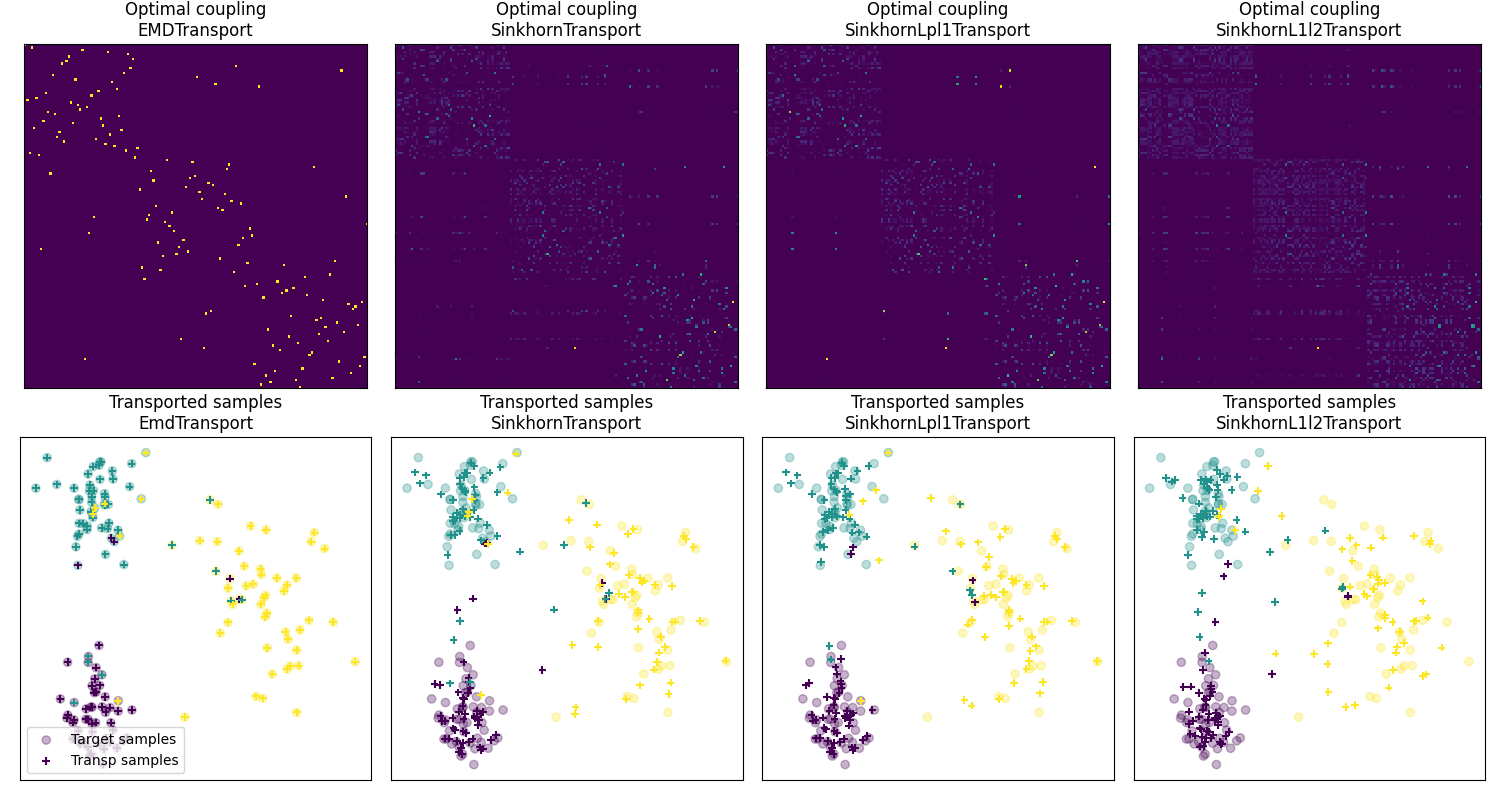 Optimal coupling
EMDTransport
Optimal coupling
SinkhornTransport
Optimal coupling
SinkhornLpl1Transport
Optimal coupling
SinkhornL1l2Transport
Transported samples
EmdTransport
Transported samples
SinkhornTransport
Transported samples
SinkhornLpl1Transport
Transported samples
SinkhornL1l2Transport
Target samples
Transp samples